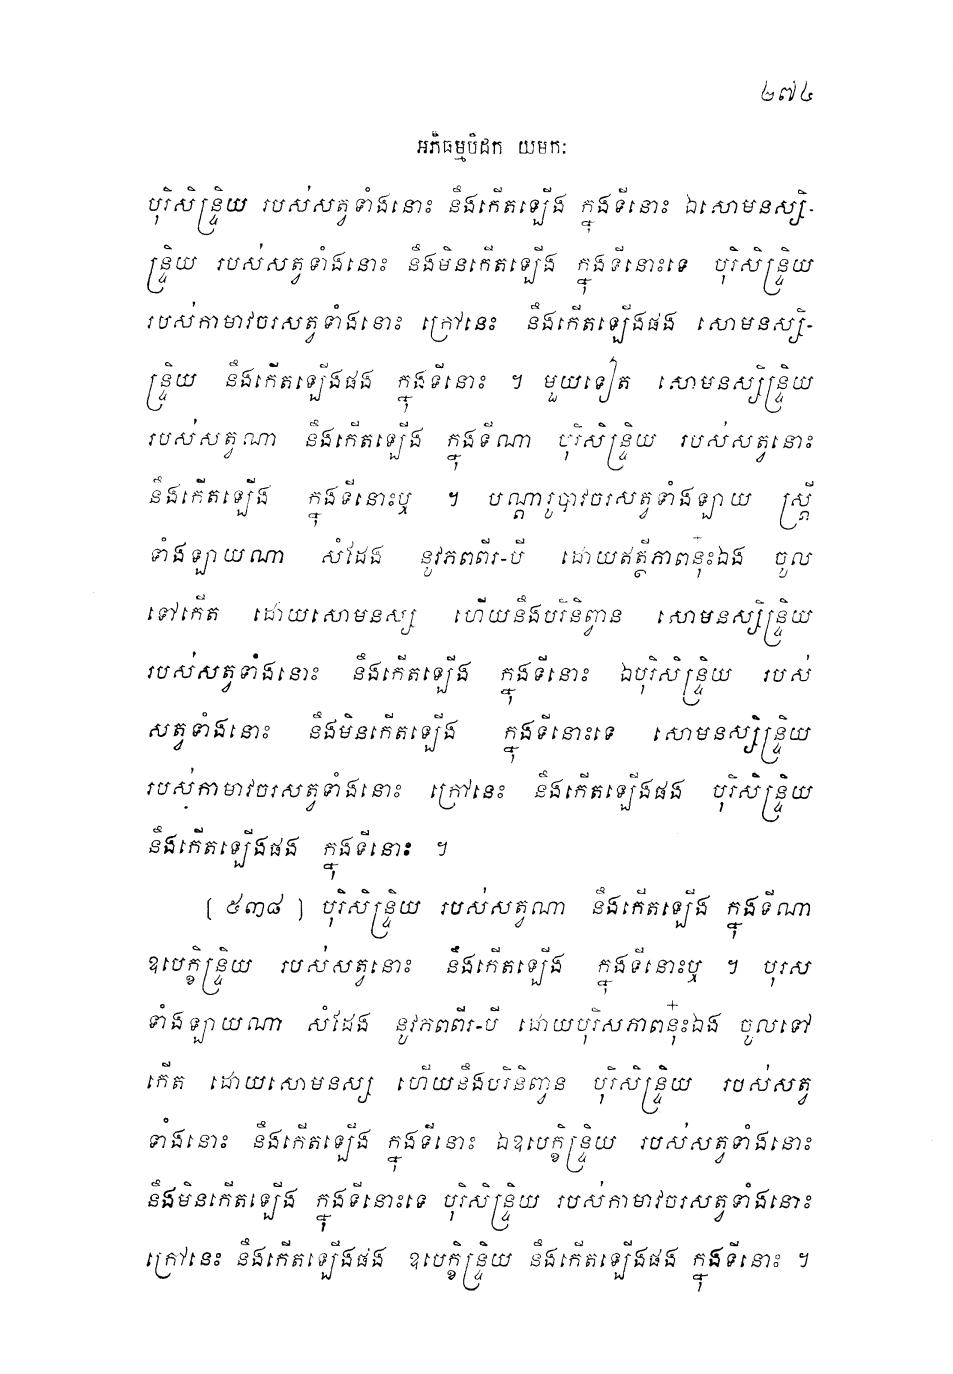 ២៧៤
អភិធម្មបិដក យមកៈ
បុរិសិន្ទ្រិយ របស់សត្វទាំងនោះ នឹងកើតឡើង ក្នុងទីនោះ ឯសោមនស្សិ-
ន្ទ្រិយ របស់សត្វទាំងនោះ នឹងមិនកើតឡើង ក្នុងទីនោះទេ បុរិសិន្ទ្រិយ
របស់កាមាវចរសត្វទាំងនោះ ក្រៅនេះ នឹងកើតឡើងផង សោមនស្សិ-
ន្ទ្រិយ នឹងកើតឡើងផង ក្នុងទីនោះ ។ មួយទៀត សោមនស្សិន្ទ្រិយ
របស់សត្វណា នឹងកើតឡើង ក្នុងទីណា បុរិសិន្ទ្រិយ របស់សត្វនោះ
នឹងកើតឡើង ក្នុងទីនោះឬ ។ បណ្តារូបាវចរសត្វទាំងឡាយ ស្ត្រី
ទាំងឡាយណា សំដែង នូវភពពីរ-បី ដោយឥត្ថីភាពនុ៎ះឯង ចូល
ទៅកើត ដោយសោមនស្ស ហើយនឹងបរិនិព្វាន សោមនស្សិន្ទ្រិយ
របស់សត្វទាំងនោះ នឹងកើតឡើង ក្នុងទីនោះ ឯបុរិសិន្ទ្រិយ របស់
សត្វទាំងនោះ នឹងមិនកើតឡើង ក្នុងទីនោះទេ សោមនស្សិន្ទ្រិយ
របស់កាមាវចរសត្វទាំងនោះ ក្រៅនេះ នឹងកើតឡើងផង បុរិសិន្ទ្រិយ
នឹងកើតឡើងផង ក្នុងទីនោះ ។
[ ៥៣៨ ] បុរិសិន្ទ្រិយ របស់សត្វណា នឹងកើតឡើង ក្នុងទីណា
ឧបេក្ខិន្ទ្រិយ របស់សត្វនោះ នឹងកើតឡើង ក្នុងទីនោះឬ ។ បុរស
ទាំងឡាយណា សំដែង នូវភពពីរ-បី ដោយបុរិសភាពនុ៎ះឯង ចូលទៅ
កើត ដោយសោមនស្ស ហើយនឹងបរិនិព្វាន បុរិសិន្ទ្រិយ របស់សត្វ
ទាំងនោះ នឹងកើតឡើង ក្នុងទីនោះ ឯឧបេក្ខិន្ទ្រិយ របស់សត្វទាំងនោះ
នឹងមិនកើតឡើង ក្នុងទីនោះទេ បុរិសិន្ទ្រិយ របស់កាមាវចរសត្វទាំងនោះ
ក្រៅនេះ នឹងកើតឡើងផង ឧបេក្ខិន្ទ្រិយ នឹងកើតឡើងផង ក្នុងទីនោះ ។